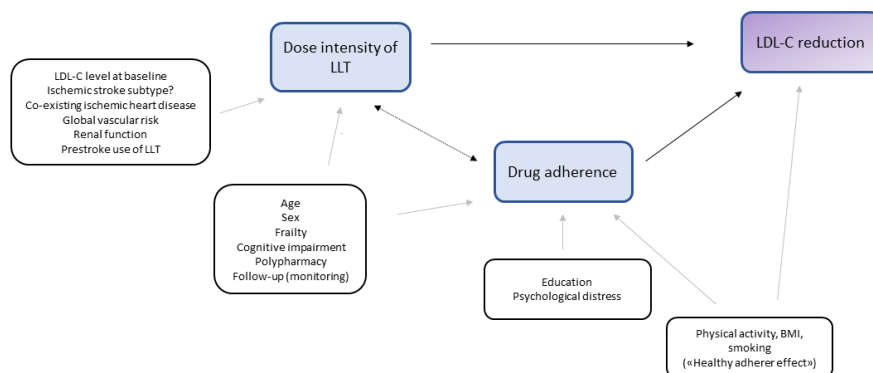 Dose intensity of
LLT
LDL-C reduction
LDL-C level at baseline
Ischemic stroke subtype?
Co-existing ischemic heart disease
Global vascular risk
Renal function
Prestroke use of LLT
Drug adherence
Age
Sex
Frailty
Cognitive impairment
Polypharmacy
Follow-up (monitoring)
Education
Psychological distress
Physical activity, BMI,
smoking
(«Healthy adherer effect»)